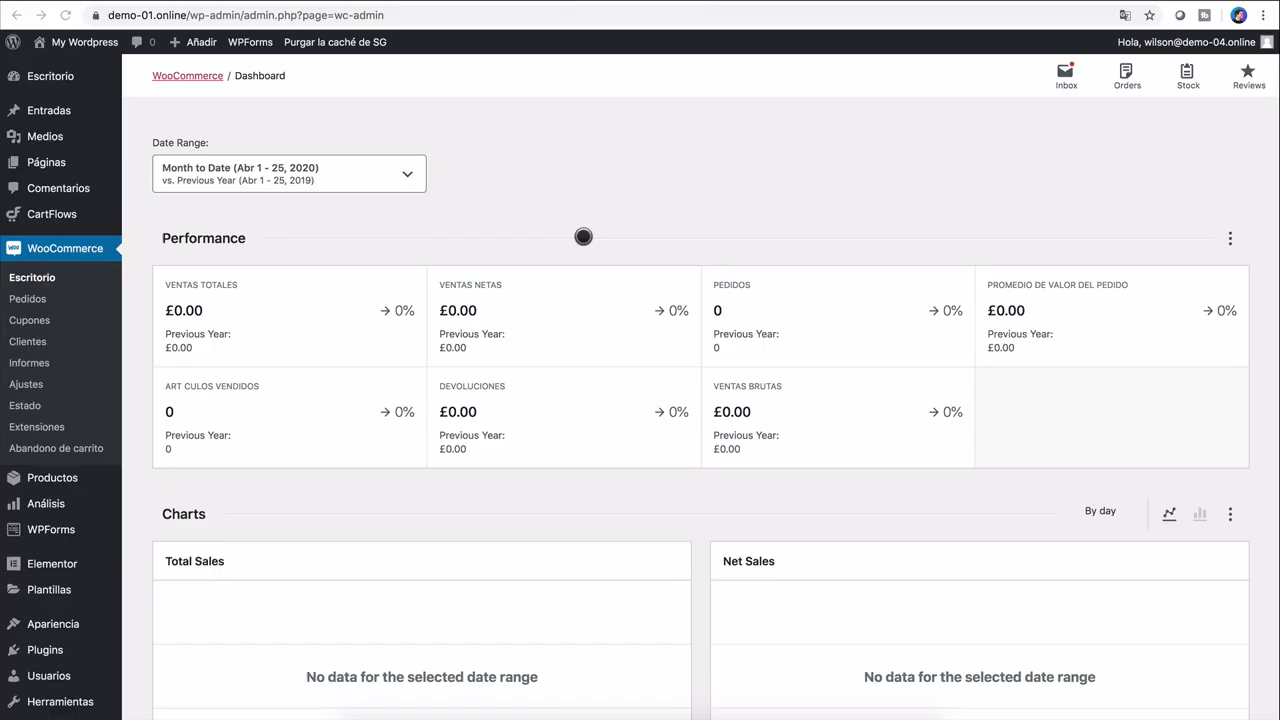 demo-01.online/wp-admin/admin.php?page=wc-admin
My Wordpress
0
Añadir
WPForms
Purgar la caché de SG
Hola, wilson@demo-04.online
Escritorio
Entradas
Medios
Páginas
Comentarios
CartFlows
WooCommerce
Escritorio
Pedidos
Cupones
Clientes
Informes
Ajustes
Estado
Extensiones
Abandono de carrito
Productos
Análisis
WPForms
Elementor
Plantillas
Apariencia
Plugins
Usuarios
Herramientas
WooCommerce / Dashboard
Inbox
Orders
Stock
Reviews
Date Range:
Month to Date (Abr 1 - 25, 2020)
vs. Previous Year (Abr 1 - 25, 2019)
Performance
VENTAS TOTALES
£0.00
0%
Previous Year:
£0.00
VENTAS NETAS
£0.00
0%
Previous Year:
£0.00
PEDIDOS
0
0%
Previous Year:
0
PROMEDIO DE VALOR DEL PEDIDO
£0.00
0%
Previous Year:
£0.00
ART CULOS VENDIDOS
0
0%
Previous Year:
0
DEVOLUCIONES
£0.00
0%
Previous Year:
£0.00
VENTAS BRUTAS
£0.00
0%
Previous Year:
£0.00
Charts
By day
Total Sales
No data for the selected date range
Net Sales
No data for the selected date range